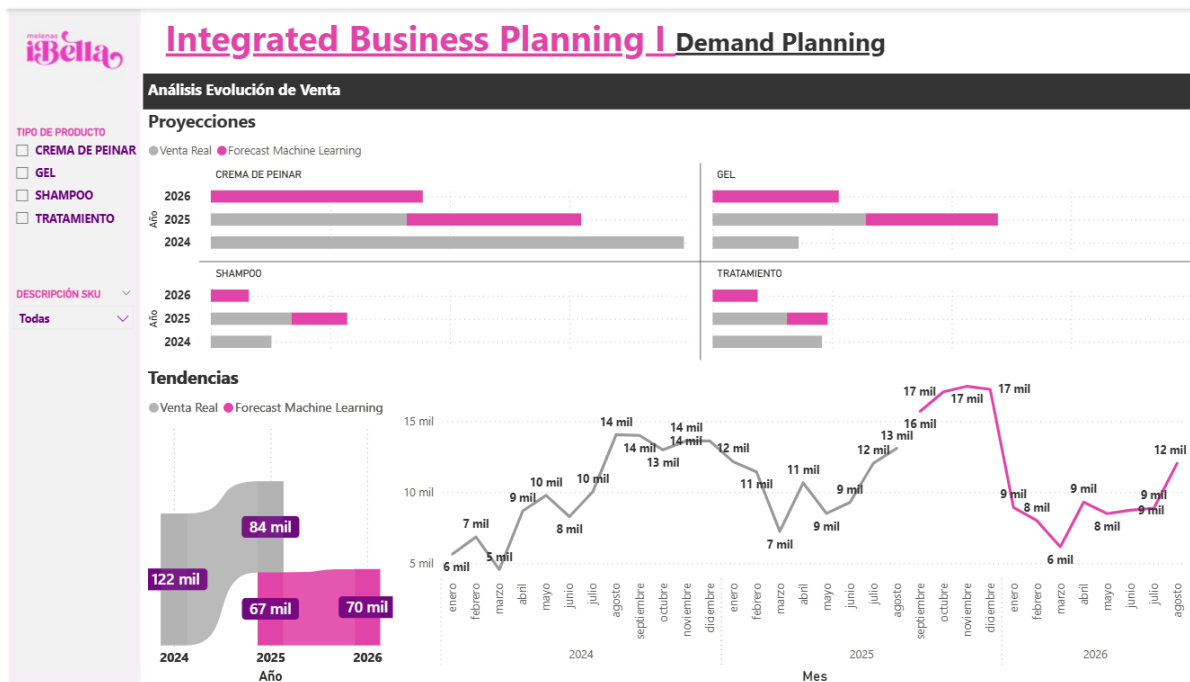 melenas
iBella
Integrated Business Planning I Demand Planning
Análisis Evolución de Venta
TIPO DE PRODUCTO
CREMA DE PEINAR
GEL
SHAMPOO
TRATAMIENTO
DESCRIPCIÓN SKU
Todas
Proyecciones
Venta Real Forecast Machine Learning
CREMA DE PEINAR
Año
2026
2025
2024
GEL
SHAMPOO
Año
2026
2025
2024
TRATAMIENTO
Tendencias
Venta Real Forecast Machine Learning
122 mil
84 mil
67 mil
70 mil
2024 2025 2026
Año
15 mil
10 mil
5 mil
6 mil
7 mil
5 mil
9 mil
10 mil
8 mil
10 mil
14 mil
14 mil
13 mil
14 mil
14 mil
12 mil
11 mil
7 mil
11 mil
9 mil
9 mil
12 mil
13 mil
16 mil
17 mil
17 mil
17 mil
9 mil
8 mil
6 mil
9 mil
8 mil
9 mil
9 mil
12 mil
enero febrero marzo abril mayo junio julio agosto septiembre octubre noviembre diciembre enero febrero marzo abril mayo junio julio agosto septiembre octubre noviembre diciembre enero febrero marzo abril mayo junio julio agosto
2024 2025 2026
Mes